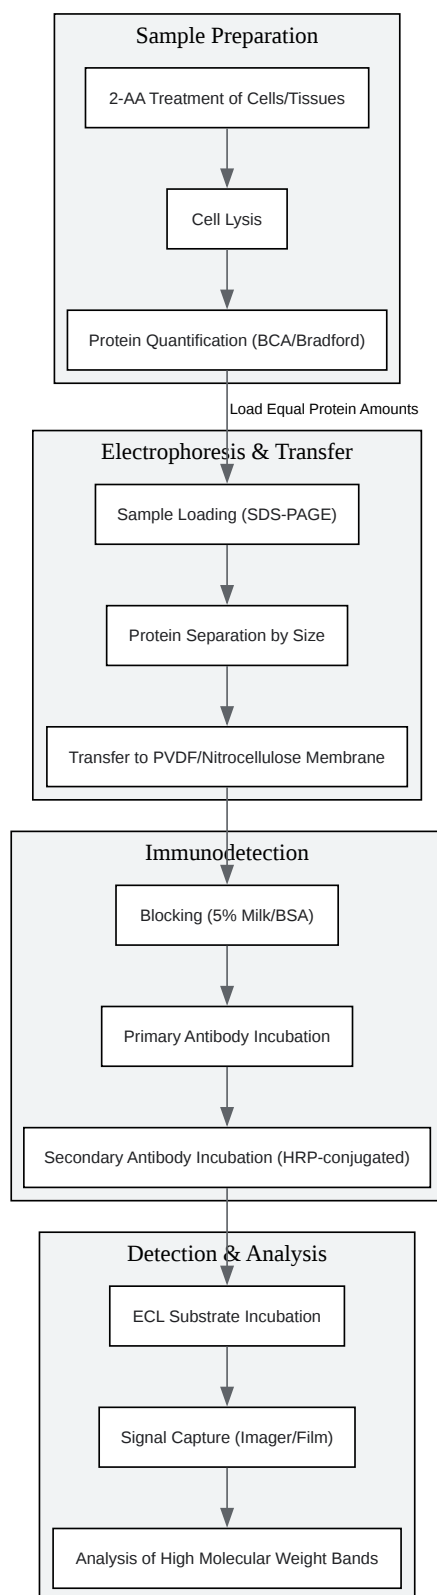 Sample Preparation
2-AA Treatment of Cells/Tissues
Cell Lysis
Protein Quantification (BCA/Bradford)
Load Equal Protein Amounts
Electrophoresis & Transfer
Sample Loading (SDS-PAGE)
Protein Separation by Size
Transfer to PVDF/Nitrocellulose Membrane
Immunodetection
Blocking (5% Milk/BSA)
Primary Antibody Incubation
Secondary Antibody Incubation (HRP-conjugated)
Detection & Analysis
ECL Substrate Incubation
Signal Capture (Imager/Film)
Analysis of High Molecular Weight Bands